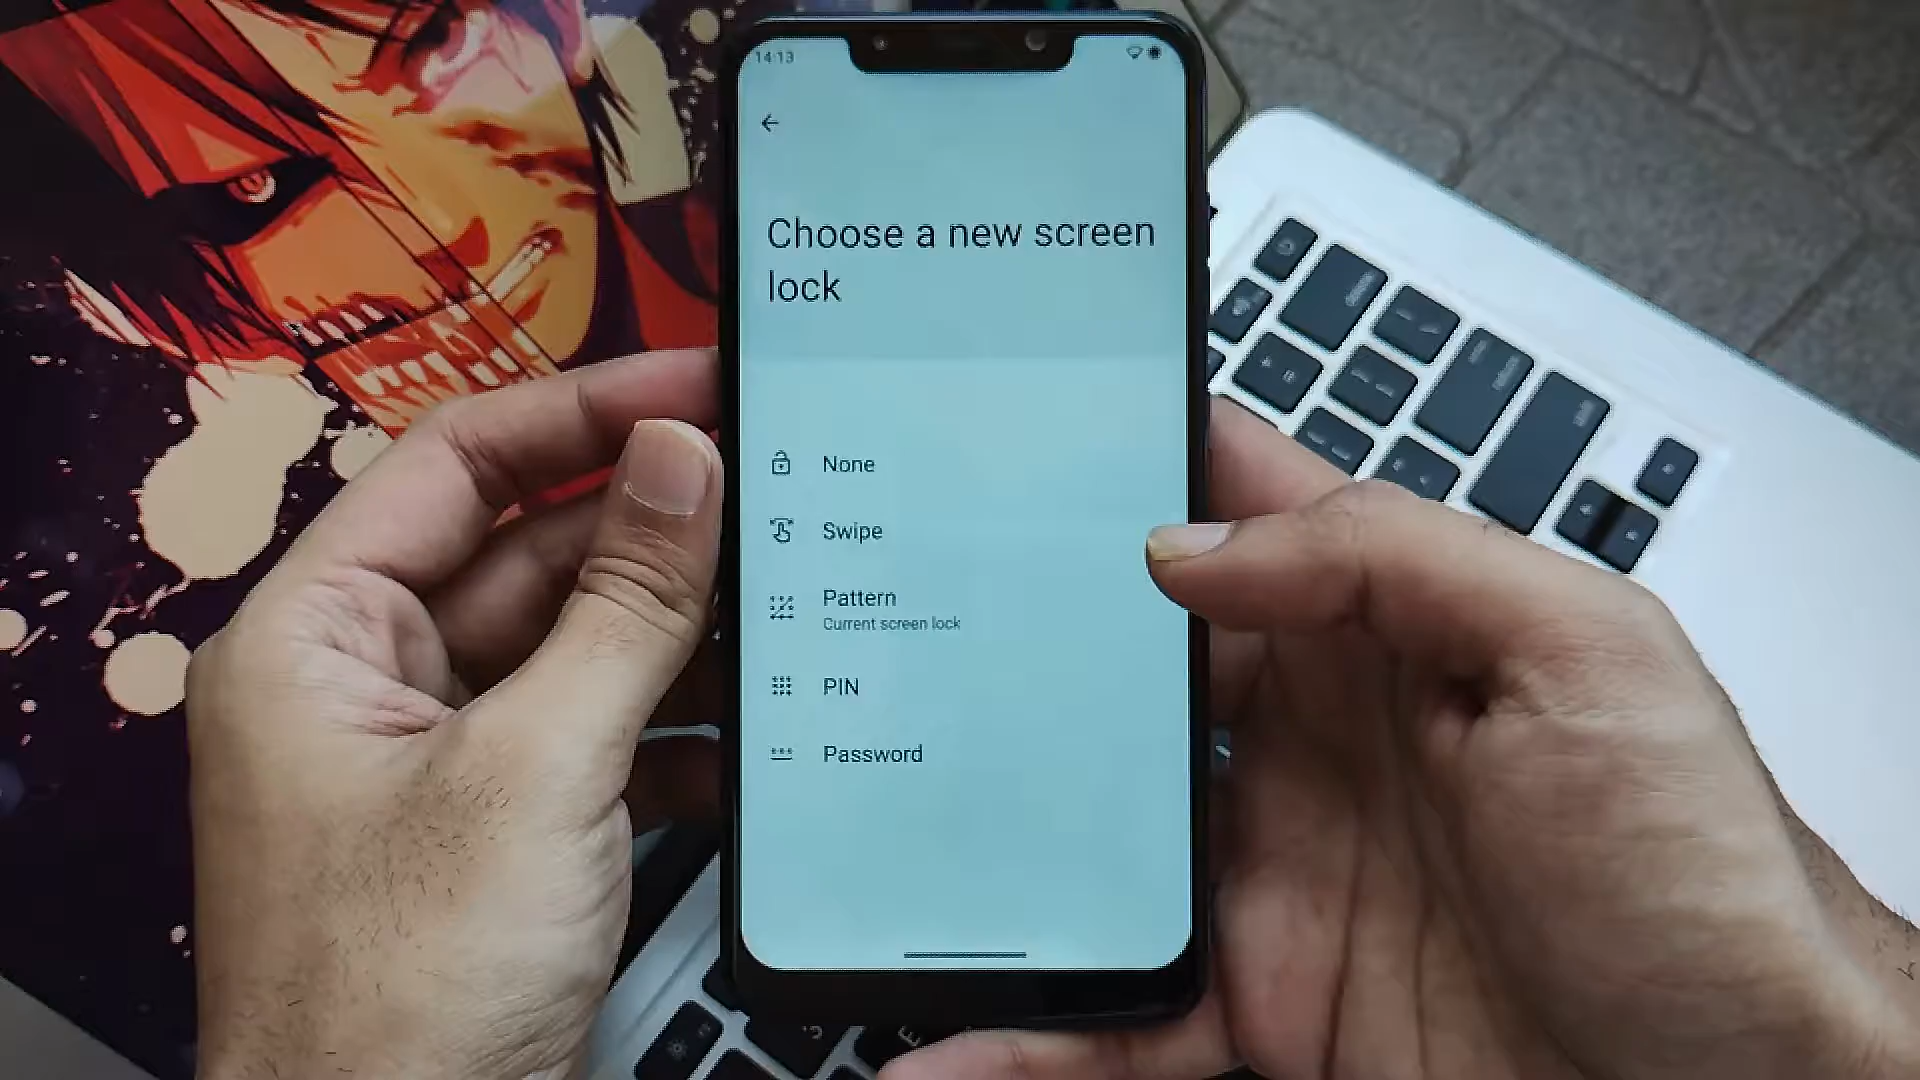 14:13
Choose a new screen
lock
None
Swipe
Pattern
Current screen lock
PIN
Password